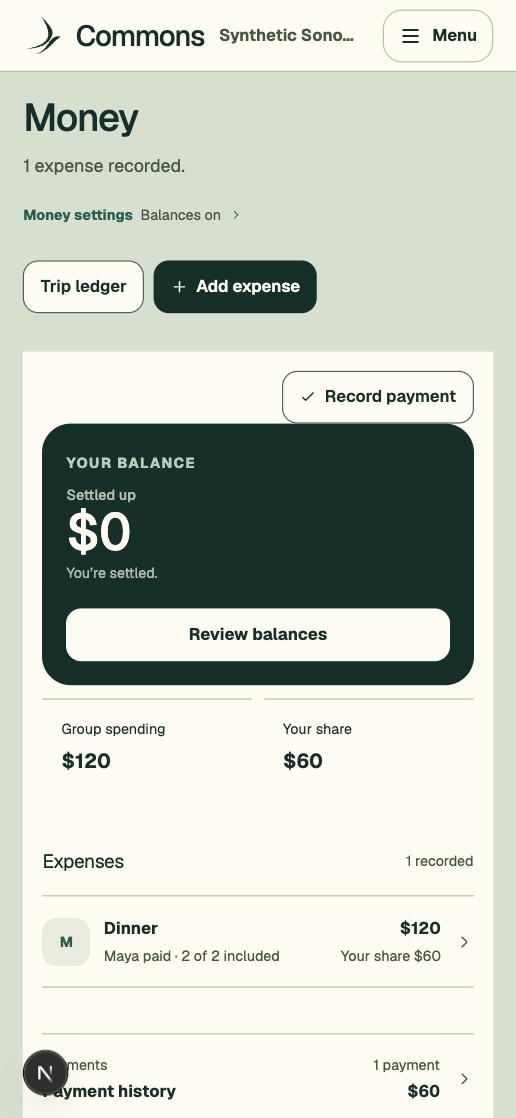 Commons Synthetic Sono... Menu
Money
1 expense recorded.
Money settings Balances on
Trip ledger + Add expense
Record payment
YOUR BALANCE
Settled up
$0
You're settled.
Review balances
Group spending Your share
$120 $60
Expenses 1 recorded
M Dinner $120
Maya paid · 2 of 2 included Your share $60
N
ments 1 payment
ayment history $60